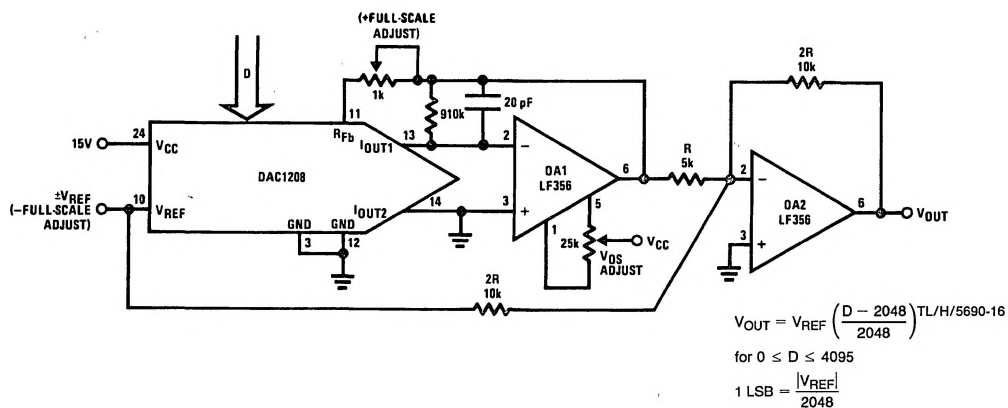 (+FULL-SCALE
ADJUST)
2R
10k
D
1k
910k
20 pF
11
RFb
IOUT1
13
2
−
24
15V
VCC
OA1
LF356
6
R
5k
2
−
DAC1208
OA2
LF356
6
VOUT
±VREF
(−FULL-SCALE
ADJUST)
10
VREF
IOUT2
14
3
+
5
1
25k
VCC
VOS
ADJUST
3
+
GND
GND
3
12
2R
10k
VOUT = VREF (D − 2048 / 2048) TL/H/5690-16
for 0 ≤ D ≤ 4095
1 LSB = |VREF| / 2048